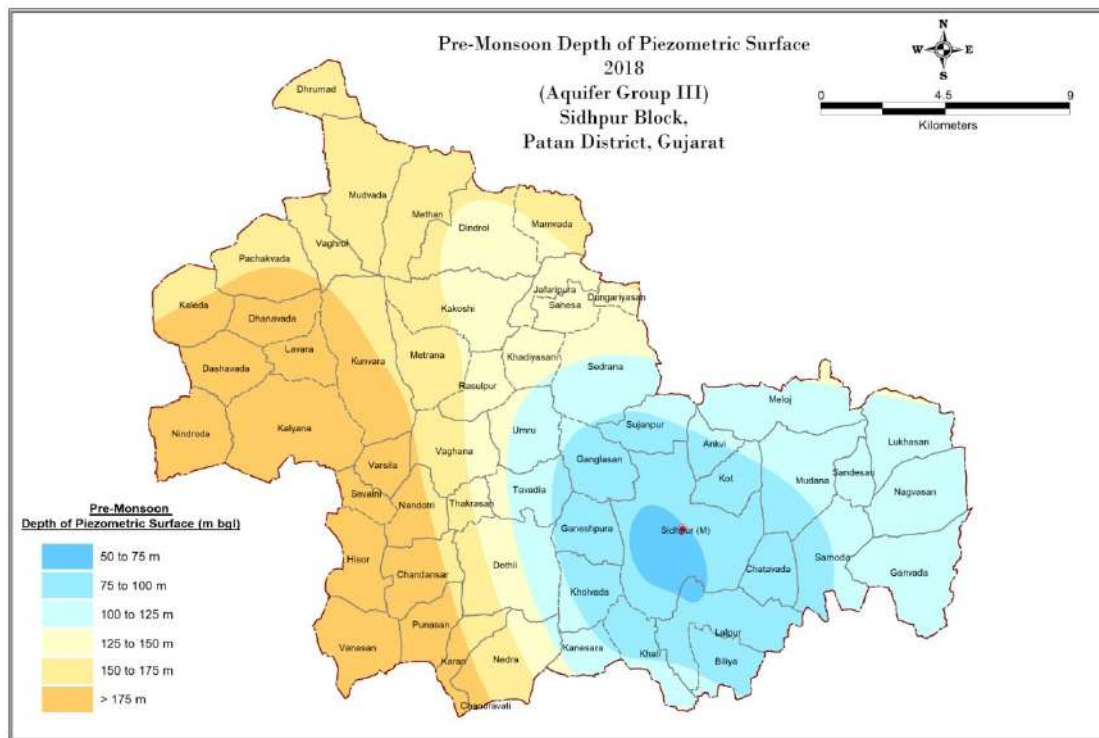 Pre-Monsoon Depth of Piezometric Surface
2018
(Aquifer Group III)
Sidhpur Block,
Patan District, Gujarat
N
W E
S
0 4.5 9
Kilometers
Dhrumad
Mudvada
Methan
Mamvada
Dindrol
Vaghrol
Pachakvada
Jafaripura
Dungariyasan
Kaleda
Sahesa
Kakoshi
Dhanavada
Lavara
Kunvara
Metrana
Khadiyasann
Sedrana
Dashavada
Rasulpur
Meloj
Kalyana
Umru
Sujanpur
Nindroda
Ankvi
Lukhasan
Vaghana
Ganglasan
Varsila
Kot
Mudana
Sandesari
Savalni
Tavadia
Nagvasan
Nandotri
Thakrasan
Ganeshpura
Sidhpur (M)
Hisor
Dethli
Samoda
Chandansar
Chatavada
Ganvada
Kholvada
Punasan
Lalpur
Vanasan
Kanesara
Khali
Karan
Nedra
Biliya
Chandravati
Pre-Monsoon
Depth of Piezometric Surface (m bgl)
50 to 75 m
75 to 100 m
100 to 125 m
125 to 150 m
150 to 175 m
> 175 m